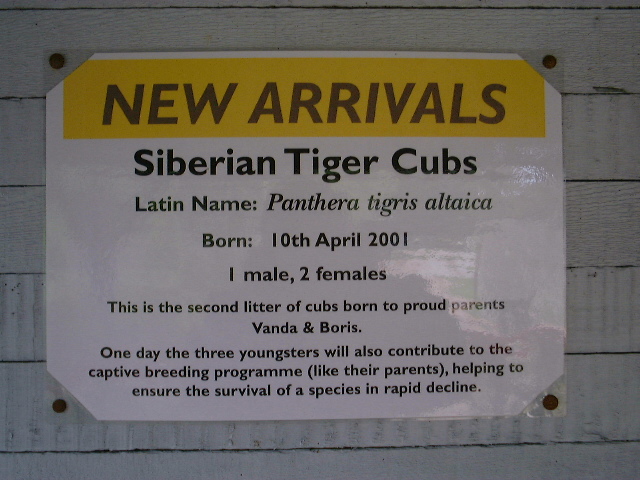 NEW ARRIVALS
Siberian Tiger Cubs
Latin Name: Panthera tigris altaica
Born: 10th April 2001
1 male, 2 females
This is the second litter of cubs born to proud parents
Vanda & Boris.
One day the three youngsters will also contribute to the
captive breeding programme (like their parents), helping to
ensure the survival of a species in rapid decline.